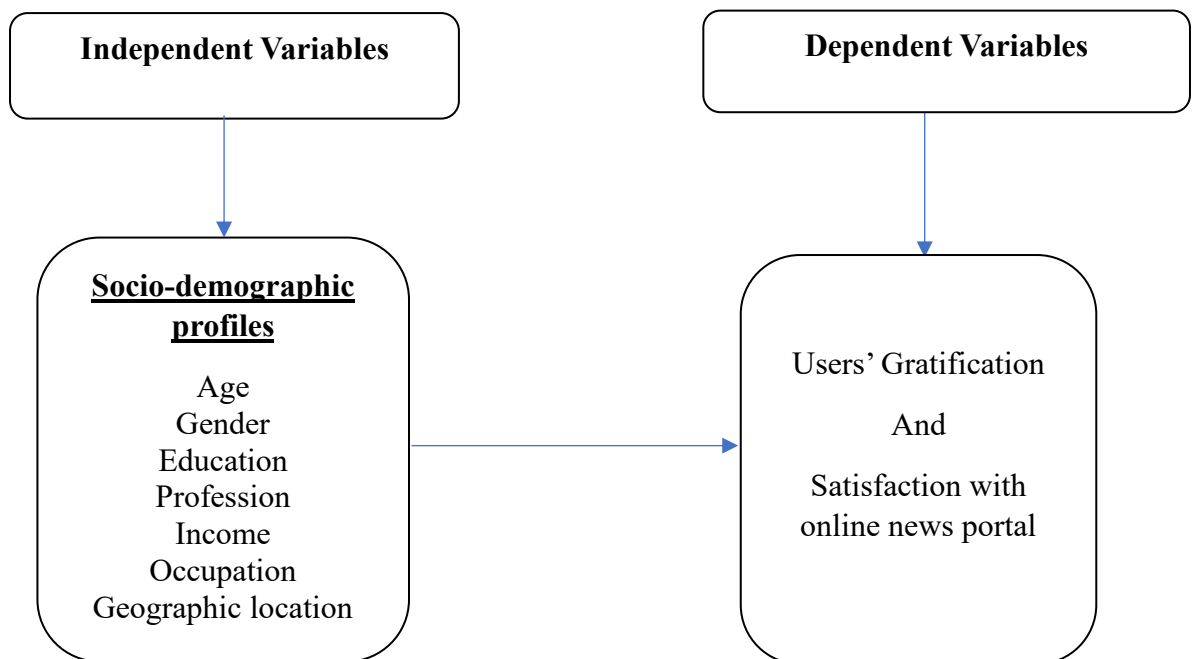 Independent Variables
Dependent Variables
Socio-demographic
profiles
Age
Gender
Education
Profession
Income
Occupation
Geographic location
Users’ Gratification
And
Satisfaction with
online news portal